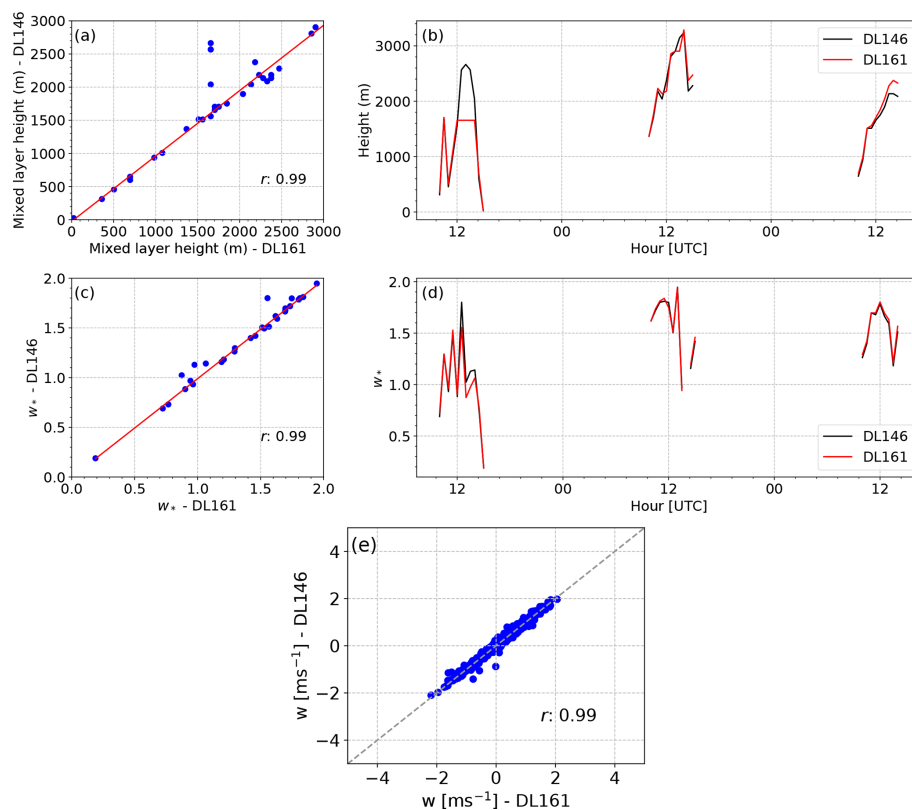 (a)
3000
2500
2000
1500
1000
500
0
Mixed layer height (m) - DL146
r: 0.99
0 500 1000 1500 2000 2500 3000
Mixed layer height (m) - DL161
(b)
DL146
DL161
3000
2000
1000
0
Height (m)
12 00 12 00 12
Hour [UTC]
(c)
2.0
1.5
1.0
0.5
0.0
w* - DL146
r: 0.99
0.0 0.5 1.0 1.5 2.0
w* - DL161
(d)
2.0
1.5
1.0
0.5
w*
DL146
DL161
12 00 12 00 12
Hour [UTC]
(e)
4
2
0
−2
−4
w [ms⁻¹] - DL146
r: 0.99
−4 −2 0 2 4
w [ms⁻¹] - DL161